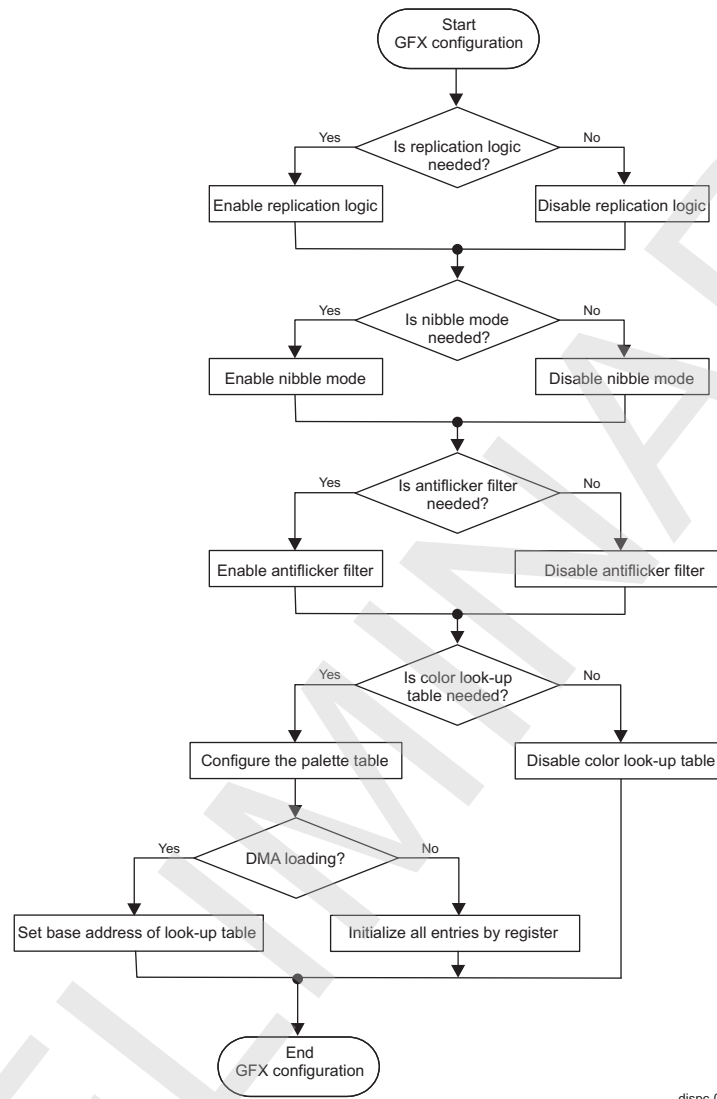 Start
GFX configuration
Yes
Is replication logic
needed?
No
Enable replication logic
Disable replication logic
Yes
Is nibble mode
needed?
No
Enable nibble mode
Disable nibble mode
Yes
Is antiflicker filter
needed?
No
Enable antiflicker filter
Disable antiflicker filter
Yes
Is color look-up
table needed?
No
Configure the palette table
Disable color look-up table
Yes
DMA loading?
No
Set base address of look-up table
Initialize all entries by register
End
GFX configuration